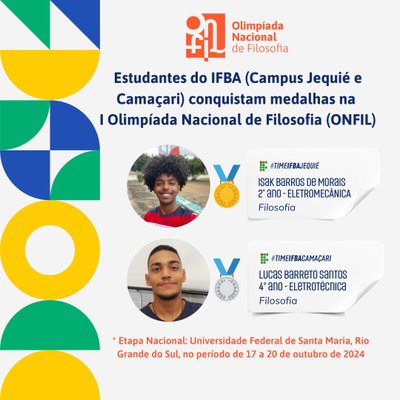 Olimpíada
Nacional
de Filosofia
Estudantes do IFBA (Campus Jequié e
Camaçari) conquistam medalhas na
I Olimpíada Nacional de Filosofia (ONFIL)
#TIMEIFBAJEQUIÉ
ISAK BARROS DE MORAIS
2° ANO - ELETROMECÂNICA
Filosofia
#TIMEIFBACAMAÇARI
LUCAS BARRETO SANTOS
4° ANO - ELETROTÉCNICA
Filosofia
* Etapa Nacional: Universidade Federal de Santa Maria, Rio
Grande do Sul, no período de 17 a 20 de outubro de 2024